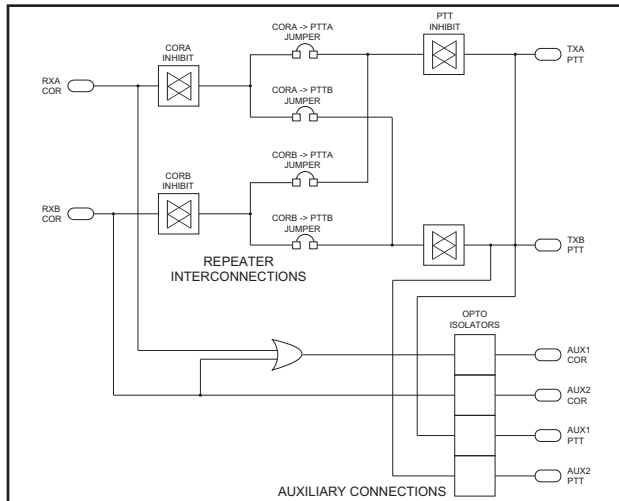 CORA -> PTTA
JUMPER
PTT
INHIBIT
CORA
INHIBIT
TXA
PTT
RXA
COR
CORA -> PTTB
JUMPER
CORB -> PTTA
JUMPER
CORB
INHIBIT
RXB
COR
CORB -> PTTB
JUMPER
TXB
PTT
REPEATER
INTERCONNECTIONS
OPTO
ISOLATORS
AUX1
COR
AUX2
COR
AUX1
PTT
AUX2
PTT
AUXILIARY CONNECTIONS